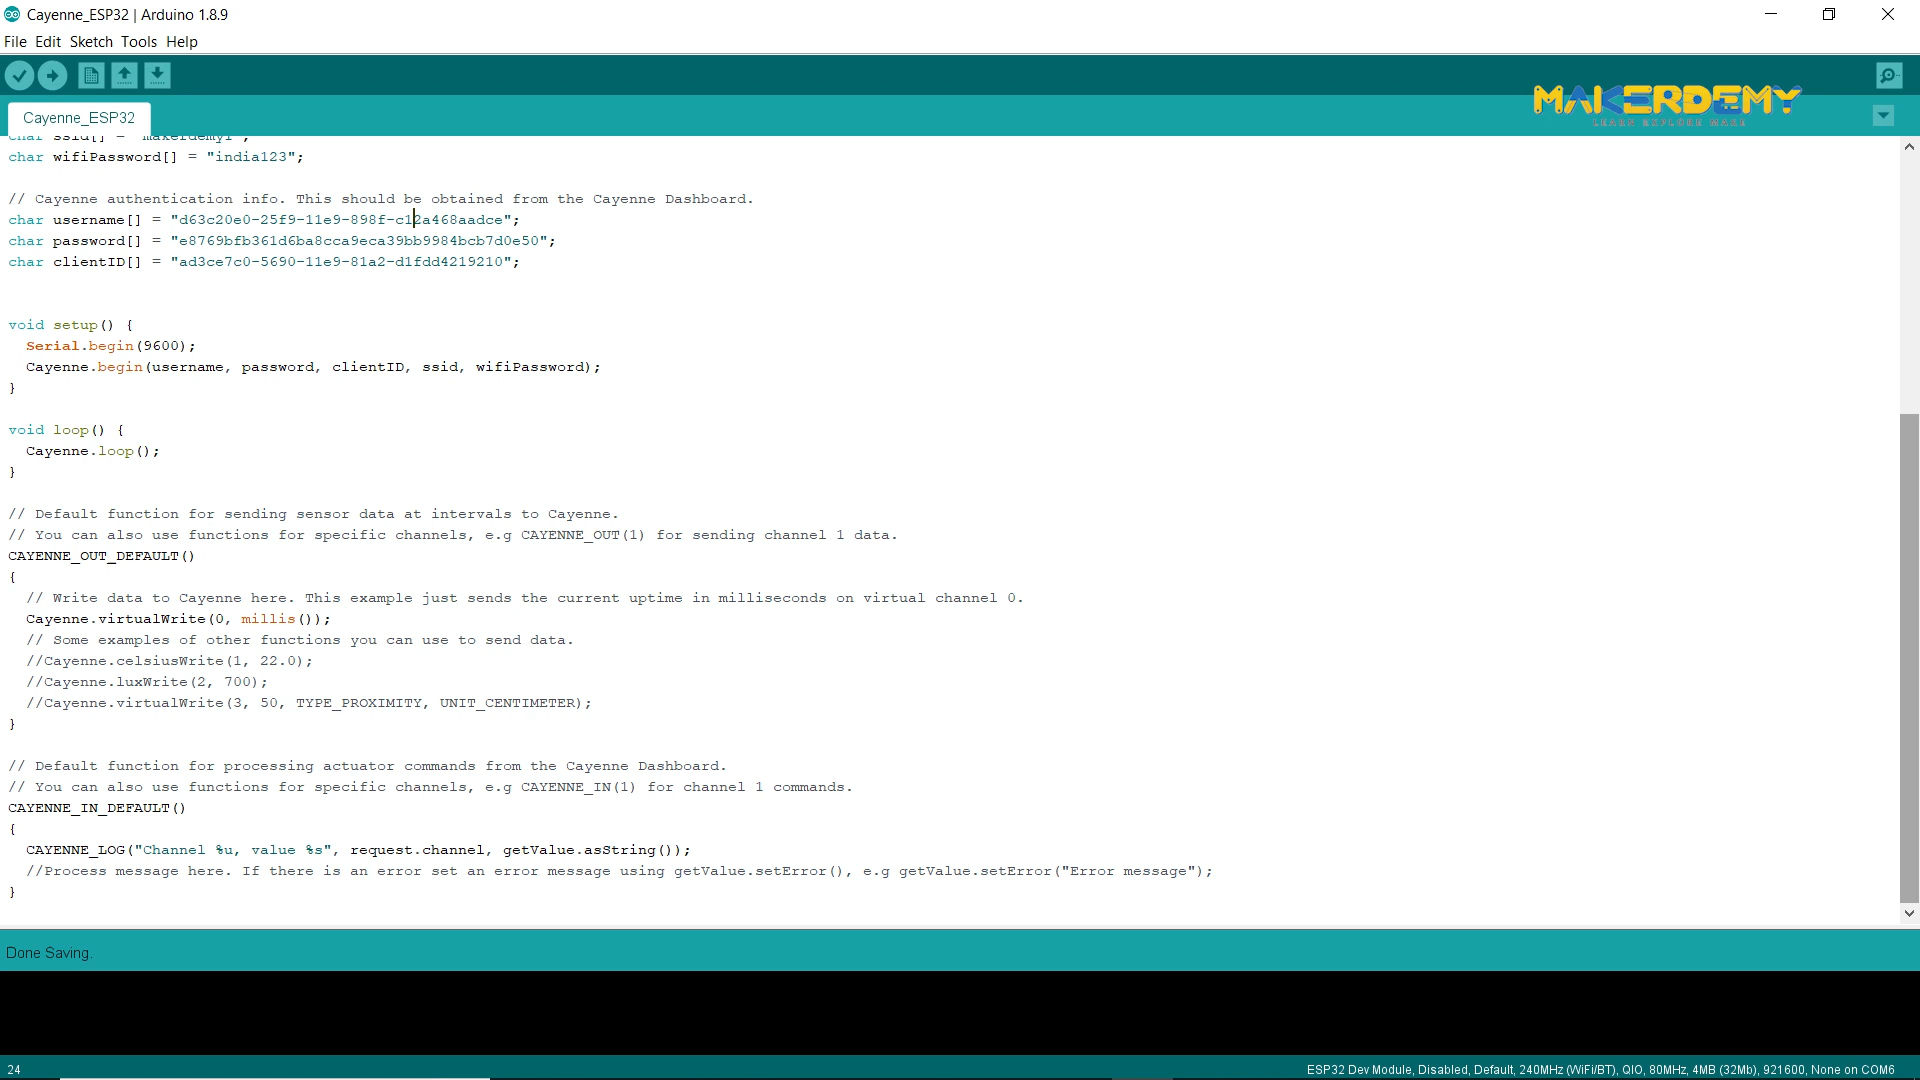 Cayenne_ESP32 | Arduino 1.8.9
File Edit Sketch Tools Help
MAKERDEMY
LEARN EXPLORE MAKE
Cayenne_ESP32
char ssid[] = "makerdemy1";
char wifiPassword[] = "india123";
// Cayenne authentication info. This should be obtained from the Cayenne Dashboard.
char username[] = "d63c20e0-25f9-11e9-898f-c12a468aadce";
char password[] = "e8769bfb361d6ba8cca9eca39bb9984bcb7d0e50";
char clientID[] = "ad3ce7c0-5690-11e9-81a2-d1fdd4219210";
void setup() {
Serial.begin(9600);
Cayenne.begin(username, password, clientID, ssid, wifiPassword);
}
void loop() {
Cayenne.loop();
}
// Default function for sending sensor data at intervals to Cayenne.
// You can also use functions for specific channels, e.g CAYENNE_OUT(1) for sending channel 1 data.
CAYENNE_OUT_DEFAULT()
{
// Write data to Cayenne here. This example just sends the current uptime in milliseconds on virtual channel 0.
Cayenne.virtualWrite(0, millis());
// Some examples of other functions you can use to send data.
//Cayenne.celsiusWrite(1, 22.0);
//Cayenne.luxWrite(2, 700);
//Cayenne.virtualWrite(3, 50, TYPE_PROXIMITY, UNIT_CENTIMETER);
}
// Default function for processing actuator commands from the Cayenne Dashboard.
// You can also use functions for specific channels, e.g CAYENNE_IN(1) for channel 1 commands.
CAYENNE_IN_DEFAULT()
{
CAYENNE_LOG("Channel %u, value %s", request.channel, getValue.asString());
//Process message here. If there is an error set an error message using getValue.setError(), e.g getValue.setError("Error message");
}
Done Saving.
24
ESP32 Dev Module, Disabled, Default, 240MHz (WiFi/BT), QIO, 80MHz, 4MB (32Mb), 921600, None on COM6